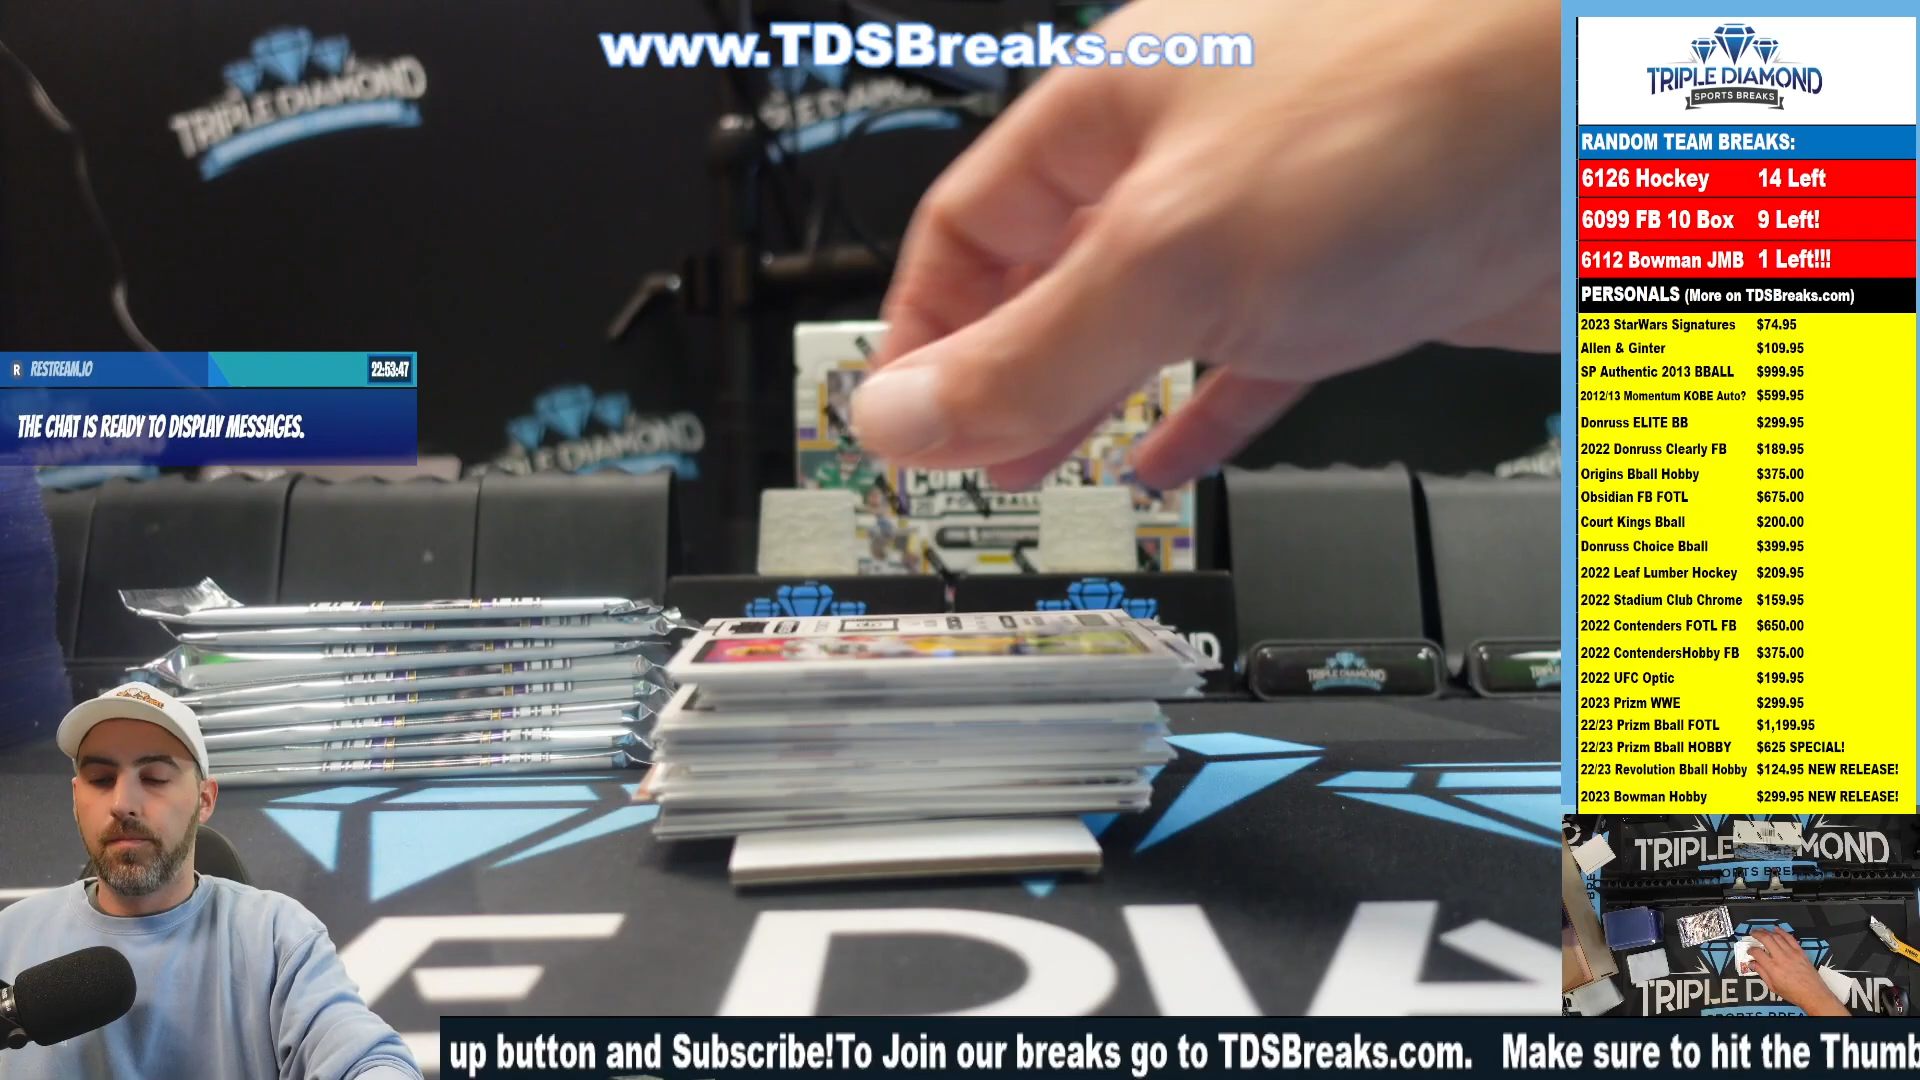 www.TDSBreaks.com
TRIPLE DIAMOND
TRIPLE DIAMOND
SPORTS BREAKS
RANDOM TEAM BREAKS:
6126 Hockey 14 Left
6099 FB 10 Box 9 Left!
6112 Bowman JMB 1 Left!!!
PERSONALS (More on TDSBreaks.com)
2023 StarWars Signatures $74.95
Allen & Ginter $109.95
SP Authentic 2013 BBALL $999.95
2012/13 Momentum KOBE Auto? $599.95
Donruss ELITE BB $299.95
2022 Donruss Clearly FB $189.95
Origins Bball Hobby $375.00
Obsidian FB FOTL $675.00
Court Kings Bball $200.00
Donruss Choice Bball $399.95
2022 Leaf Lumber Hockey $209.95
2022 Stadium Club Chrome $159.95
2022 Contenders FOTL FB $650.00
2022 ContendersHobby FB $375.00
2022 UFC Optic $199.95
2023 Prizm WWE $299.95
22/23 Prizm Bball FOTL $1,199.95
22/23 Prizm Bball HOBBY $625 SPECIAL!
22/23 Revolution Bball Hobby $124.95 NEW RELEASE!
2023 Bowman Hobby $299.95 NEW RELEASE!
R RESTREAM.IO 22:53:47
THE CHAT IS READY TO DISPLAY MESSAGES.
TRIPLE DIAMOND
FOOTBALL
E DIA
up button and Subscribe!To Join our breaks go to TDSBreaks.com. Make sure to hit the Thumb